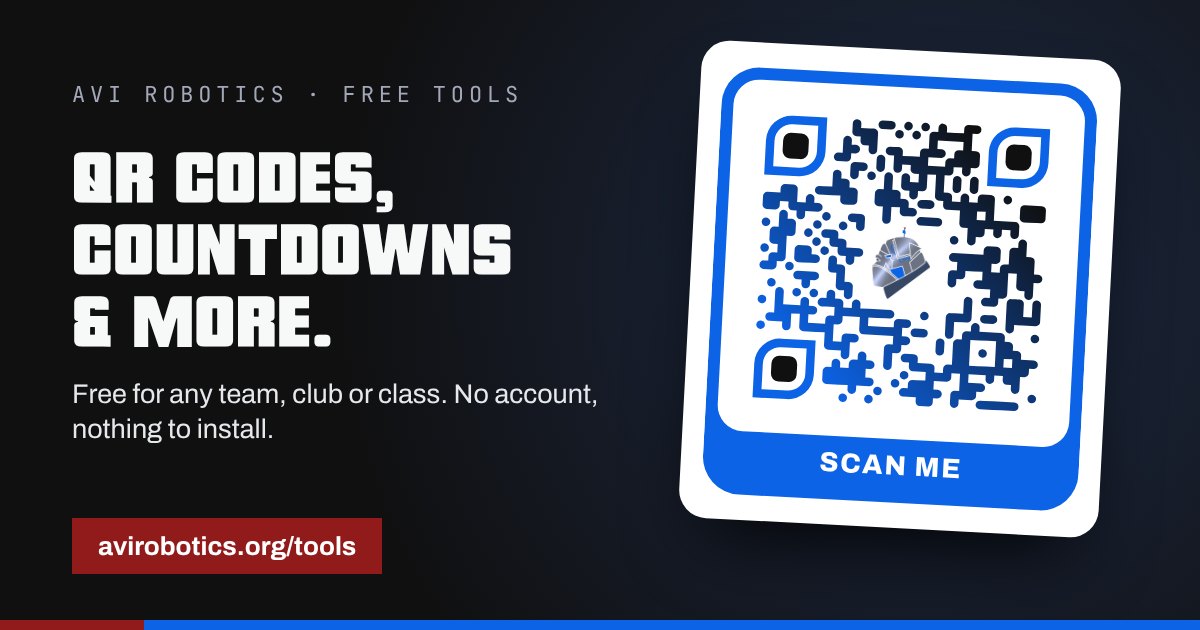 AVI ROBOTICS · FREE TOOLS
QR CODES,
COUNTDOWNS
& MORE.
Free for any team, club or class. No account,
nothing to install.
avirobotics.org/tools
SCAN ME